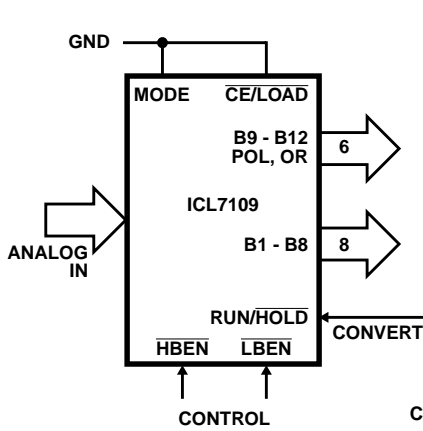 GND
MODE
CE/LOAD
B9 - B12
POL, OR
6
ICL7109
ANALOG
IN
B1 - B8
8
RUN/HOLD
CONVERT
HBEN
LBEN
CONTROL
C